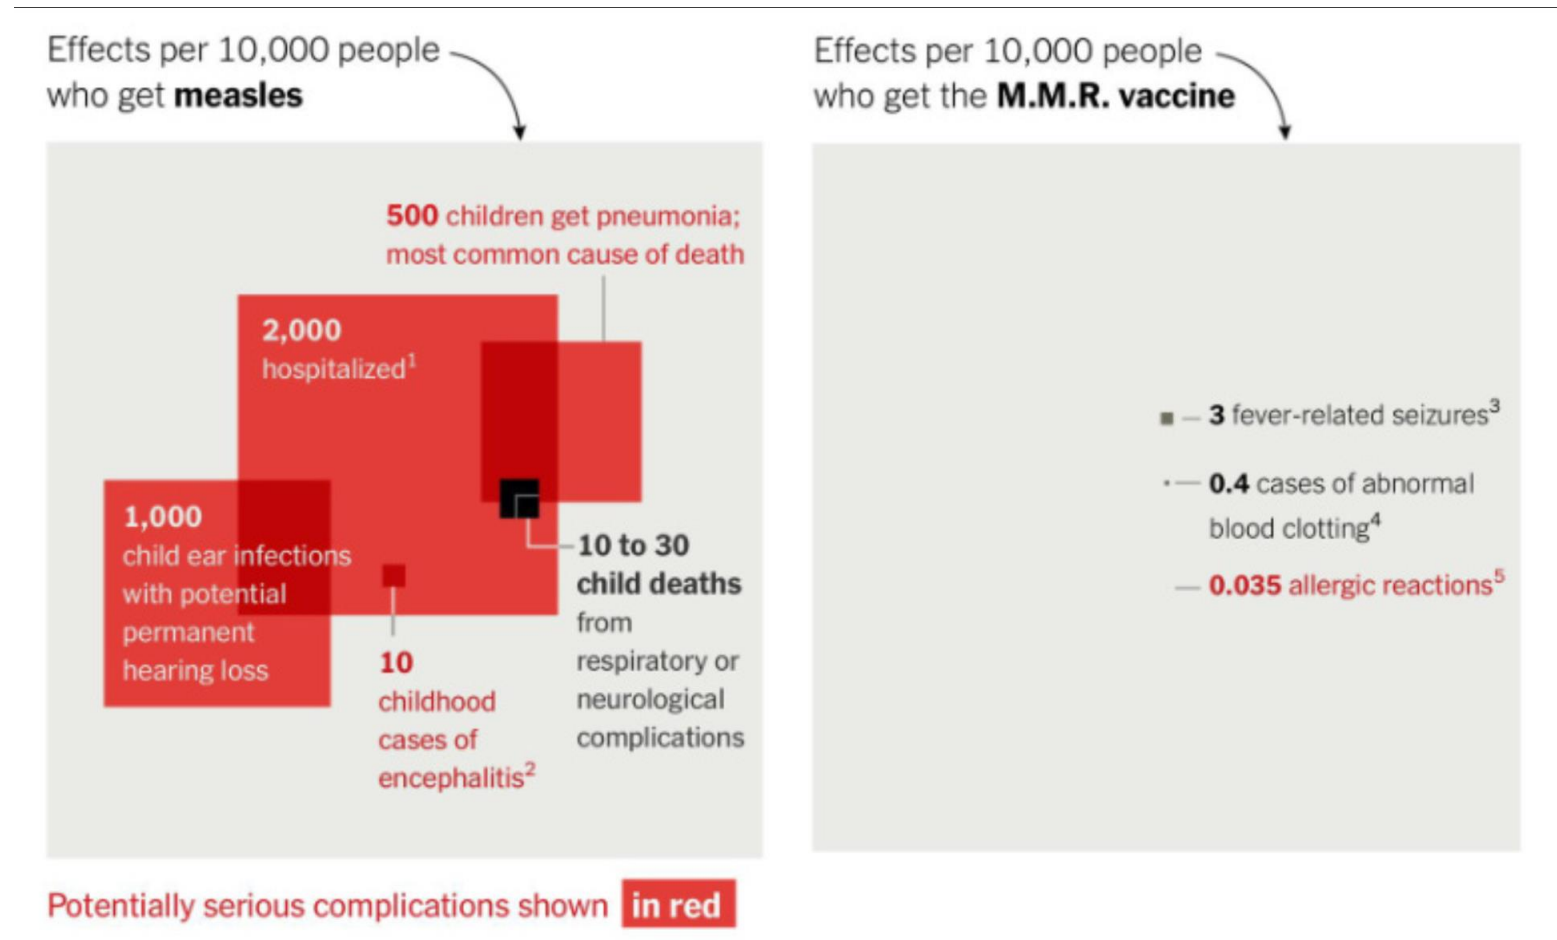 Effects per 10,000 people
who get measles
500 children get pneumonia;
most common cause of death
2,000
hospitalized¹
1,000
child ear infections
with potential
permanent
hearing loss
10
childhood
cases of
encephalitis²
10 to 30
child deaths
from
respiratory or
neurological
complications
Potentially serious complications shown in red
Effects per 10,000 people
who get the M.M.R. vaccine
3 fever-related seizures³
0.4 cases of abnormal
blood clotting⁴
0.035 allergic reactions⁵